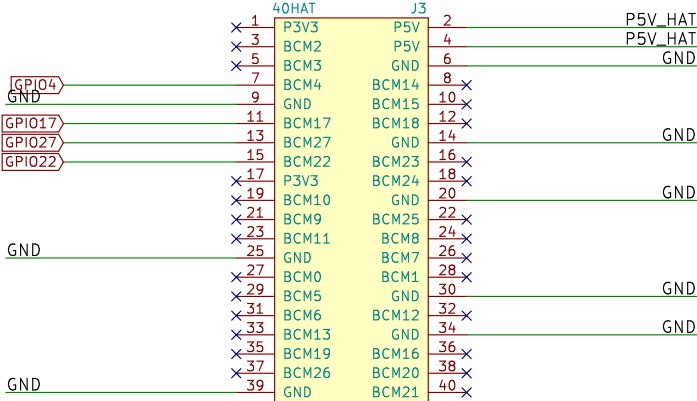 40HAT J3
1 P3V3 P5V 2 P5V_HAT
3 BCM2 P5V 4 P5V_HAT
5 BCM3 GND 6 GND
GPIO4 7 BCM4 BCM14 8
GND 9 GND BCM15 10
GPIO17 11 BCM17 BCM18 12
GPIO27 13 BCM27 GND 14 GND
GPIO22 15 BCM22 BCM23 16
17 P3V3 BCM24 18
19 BCM10 GND 20 GND
21 BCM9 BCM25 22
23 BCM11 BCM8 24
GND 25 GND BCM7 26
27 BCM0 BCM1 28
29 BCM5 GND 30 GND
31 BCM6 BCM12 32
33 BCM13 GND 34 GND
35 BCM19 BCM16 36
37 BCM26 BCM20 38
GND 39 GND BCM21 40